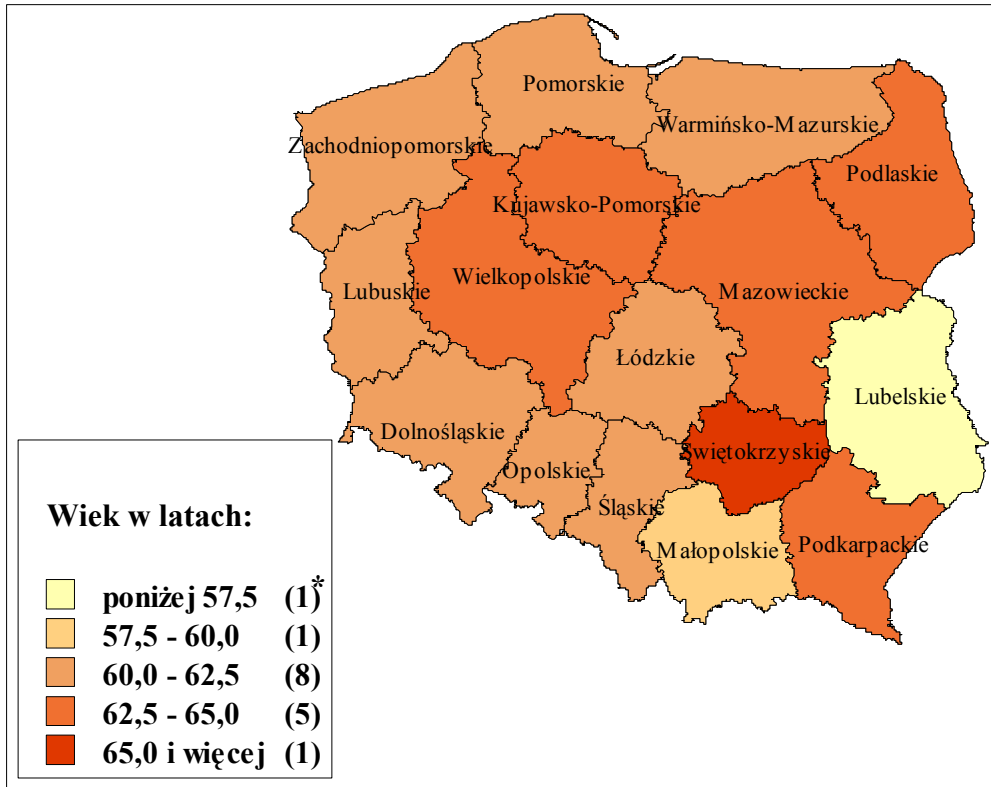 Pomorskie
Warmińsko-Mazurskie
Zachodniopomorskie
Podlaskie
Kujawsko-Pomorskie
Wielkopolskie
Lubuskie
Mazowieckie
Łódzkie
Lubelskie
Dolnośląskie
Świętokrzyskie
Opolskie
Śląskie
Małopolskie
Podkarpackie
Wiek w latach:
poniżej 57,5 (1)*
57,5 - 60,0 (1)
60,0 - 62,5 (8)
62,5 - 65,0 (5)
65,0 i więcej (1)